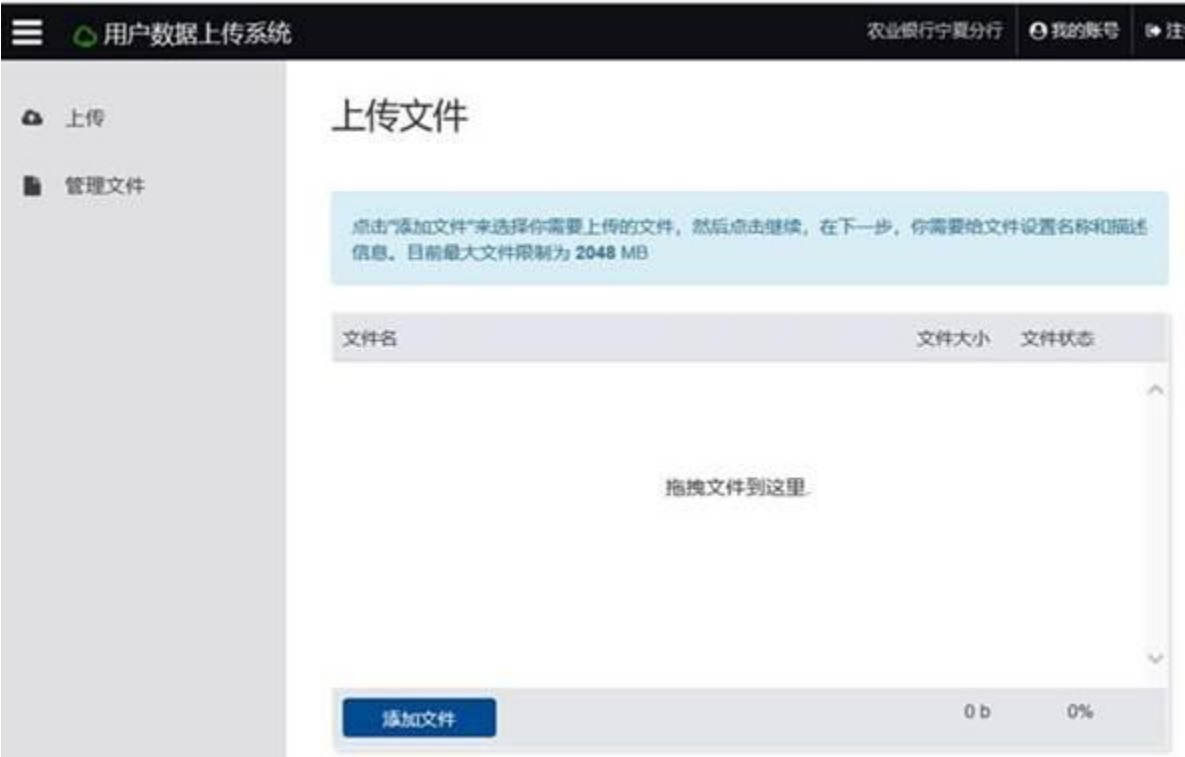 用户数据上传系统
农业银行宁夏分行 我的账号 注
上传
管理文件
上传文件
点击"添加文件"来选择你需要上传的文件，然后点击继续，在下一步，你需要给文件设置名称和描述
信息。目前最大文件限制为 2048 MB
文件名 文件大小 文件状态
拖拽文件到这里.
添加文件 0 b 0%